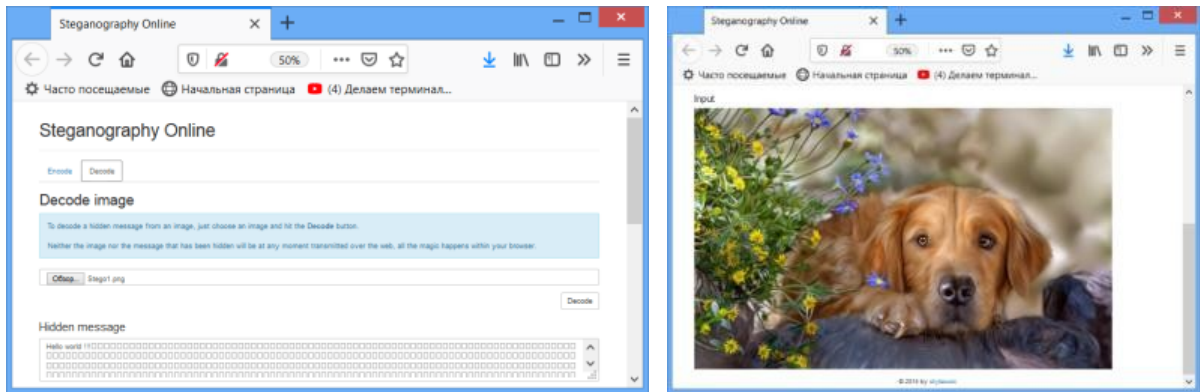 Steganography Online
50%
Часто посещаемые Начальная страница (4) Делаем терминал...
Steganography Online
Encode Decode
Decode image
To decode a hidden message from an image, just choose an image and hit the Decode button.
Neither the image nor the message that has been hidden will be at any moment transmitted over the web, all the magic happens within your browser.
Обзор... Stego1.png
Decode
Hidden message
Hello world !!!
Steganography Online
50%
Часто посещаемые Начальная страница (4) Делаем терминал...
Input
© 2016 by